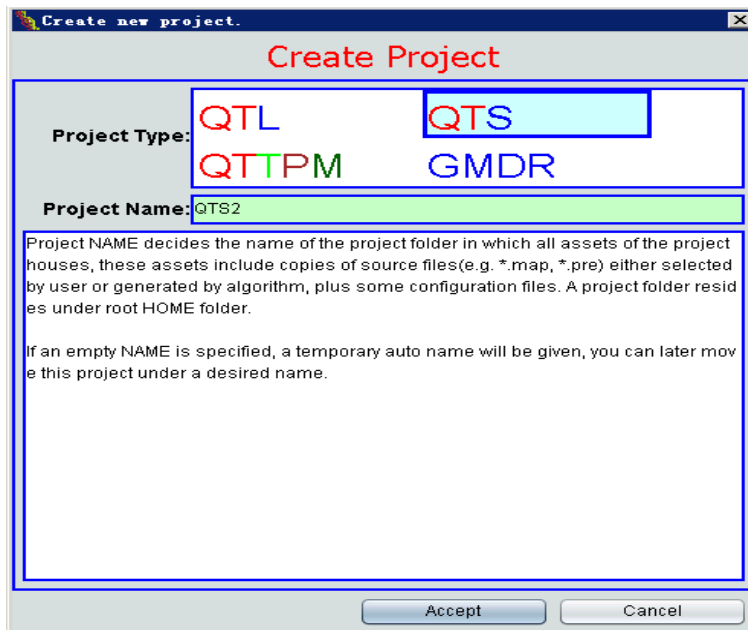 Create new project.
Create Project
Project Type:
QTL QTS
QTTPM GMDR
Project Name: QTS2
Project NAME decides the name of the project folder in which all assets of the project
houses, these assets include copies of source files(e.g. *.map, *.pre) either selected
by user or generated by algorithm, plus some configuration files. A project folder resid
es under root HOME folder.
If an empty NAME is specified, a temporary auto name will be given, you can later mov
e this project under a desired name.
Accept Cancel